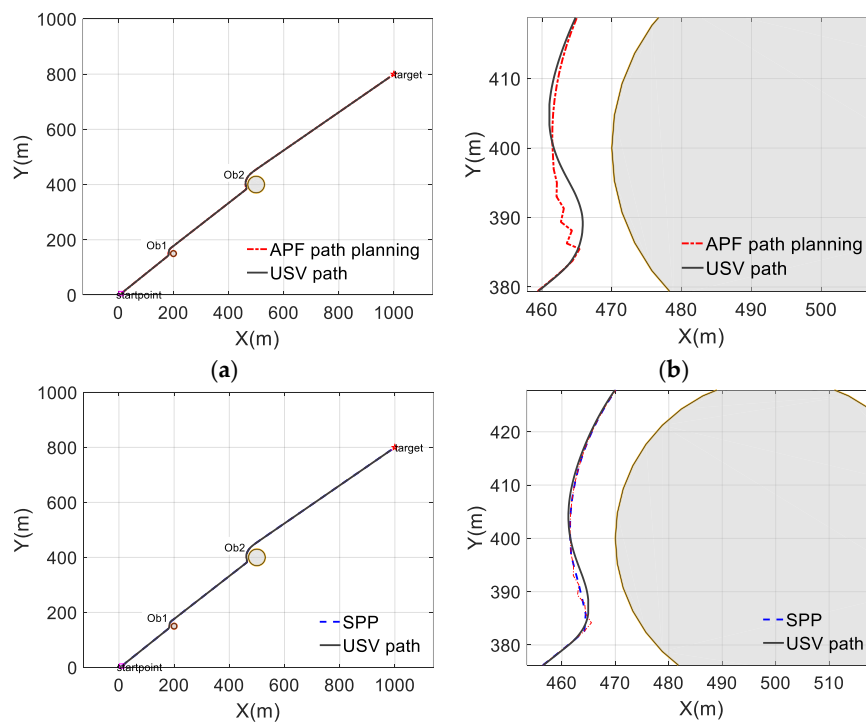 1000
800
600
400
200
0
Y(m)
target
Ob2
Ob1
startpoint
APF path planning
USV path
0 200 400 600 800 1000
X(m)
(a)
410
400
390
380
Y(m)
APF path planning
USV path
460 470 480 490 500
X(m)
(b)
1000
800
600
400
200
0
Y(m)
target
Ob2
Ob1
startpoint
SPP
USV path
0 200 400 600 800 1000
X(m)
420
410
400
390
380
Y(m)
SPP
USV path
460 470 480 490 500 510
X(m)